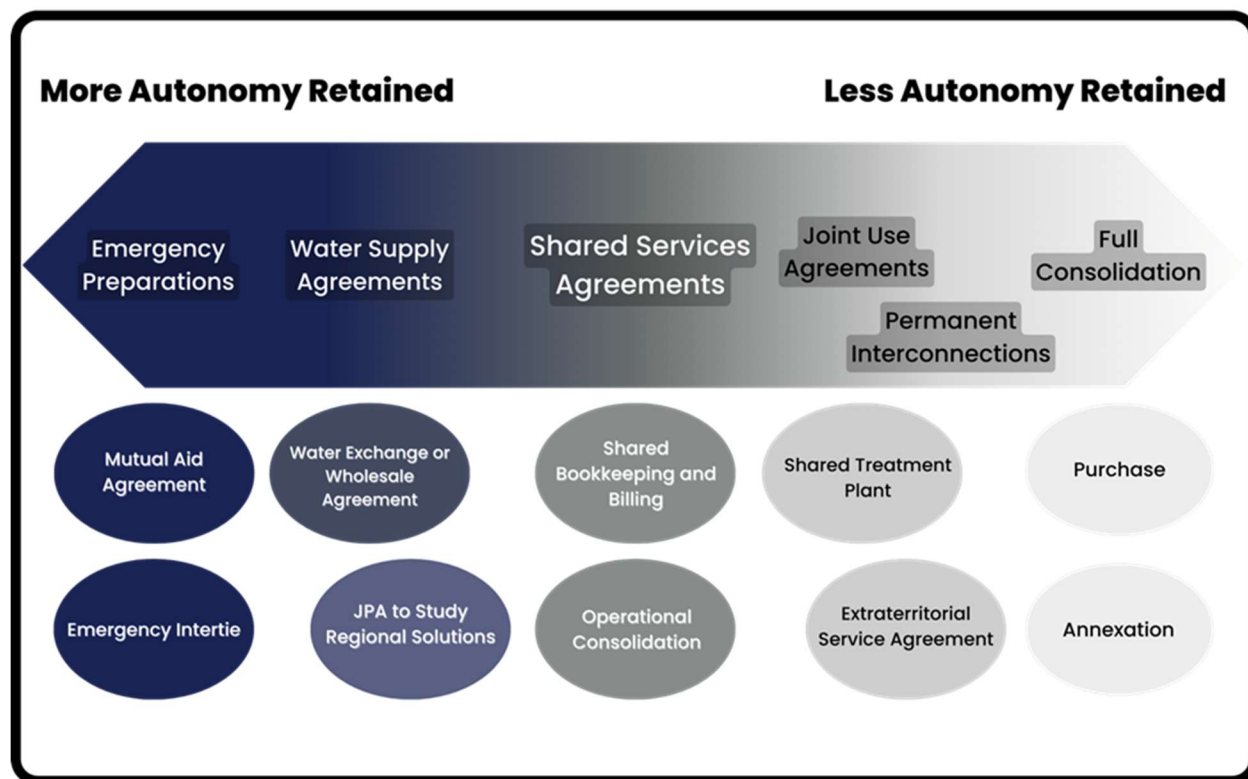 More Autonomy Retained
Less Autonomy Retained
Emergency
Preparations
Water Supply
Agreements
Shared Services
Agreements
Joint Use
Agreements
Permanent
Interconnections
Full
Consolidation
Mutual Aid
Agreement
Water Exchange or
Wholesale
Agreement
Shared
Bookkeeping and
Billing
Shared Treatment
Plant
Purchase
Emergency Intertie
JPA to Study
Regional Solutions
Operational
Consolidation
Extraterritorial
Service Agreement
Annexation